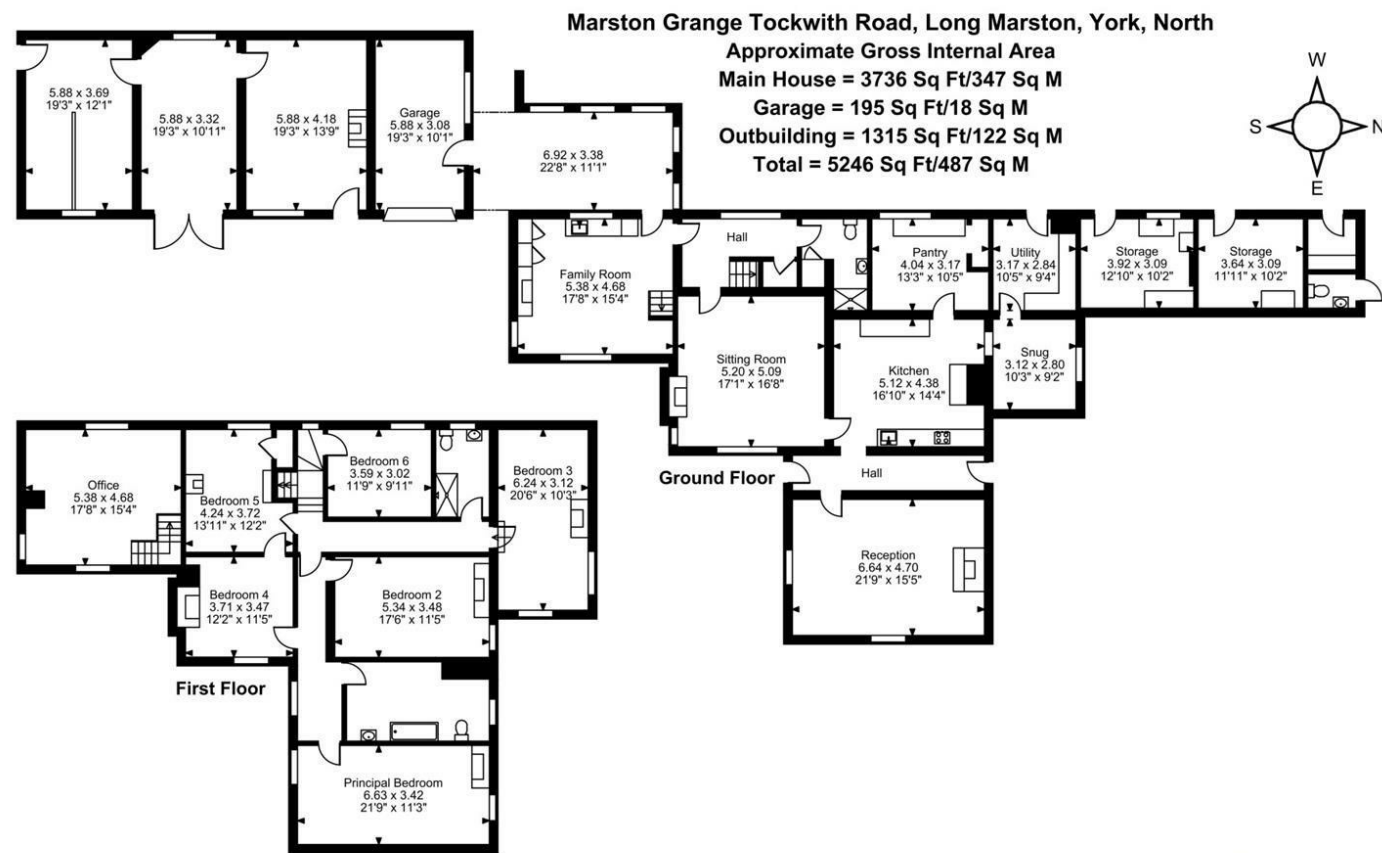 Marston Grange Tockwith Road, Long Marston, York, North
Approximate Gross Internal Area
Main House = 3736 Sq Ft/347 Sq M
Garage = 195 Sq Ft/18 Sq M
Outbuilding = 1315 Sq Ft/122 Sq M
Total = 5246 Sq Ft/487 Sq M
W
S
N
E
5.88 x 3.69
19'3" x 12'1"
5.88 x 3.32
19'3" x 10'11"
5.88 x 4.18
19'3" x 13'9"
Garage
5.88 x 3.08
19'3" x 10'1"
6.92 x 3.38
22'8" x 11'1"
Family Room
5.38 x 4.68
17'8" x 15'4"
Hall
Pantry
4.04 x 3.17
13'3" x 10'5"
Utility
3.17 x 2.84
10'5" x 9'4"
Storage
3.92 x 3.09
12'10" x 10'2"
Storage
3.64 x 3.09
11'11" x 10'2"
Sitting Room
5.20 x 5.09
17'1" x 16'8"
Kitchen
5.12 x 4.38
16'10" x 14'4"
Snug
3.12 x 2.80
10'3" x 9'2"
Ground Floor
Hall
Reception
6.64 x 4.70
21'9" x 15'5"
Office
5.38 x 4.68
17'8" x 15'4"
Bedroom 5
4.24 x 3.72
13'11" x 12'2"
Bedroom 6
3.59 x 3.02
11'9" x 9'11"
Bedroom 3
6.24 x 3.12
20'6" x 10'3"
Bedroom 4
3.71 x 3.47
12'2" x 11'5"
Bedroom 2
5.34 x 3.48
17'6" x 11'5"
First Floor
Principal Bedroom
6.63 x 3.42
21'9" x 11'3"